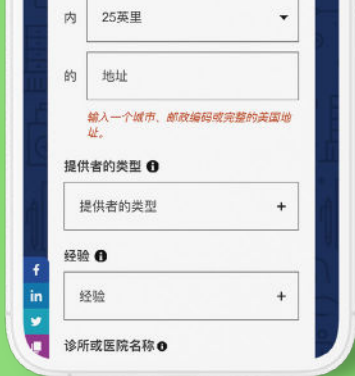 内 25英里
的 地址
输入一个城市、邮政编码或完整的美国地
址。
提供者的类型
提供者的类型 +
经验
经验 +
诊所或医院名称
f
in